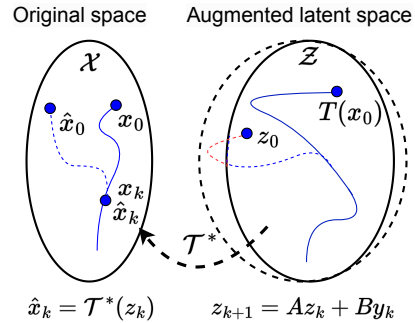 Original space
Augmented latent space
𝒳
𝒵
x̂₀
x₀
T(x₀)
z₀
xₖ
x̂ₖ
𝒯*
x̂ₖ = 𝒯*(zₖ)
zₖ₊₁ = Azₖ + Byₖ